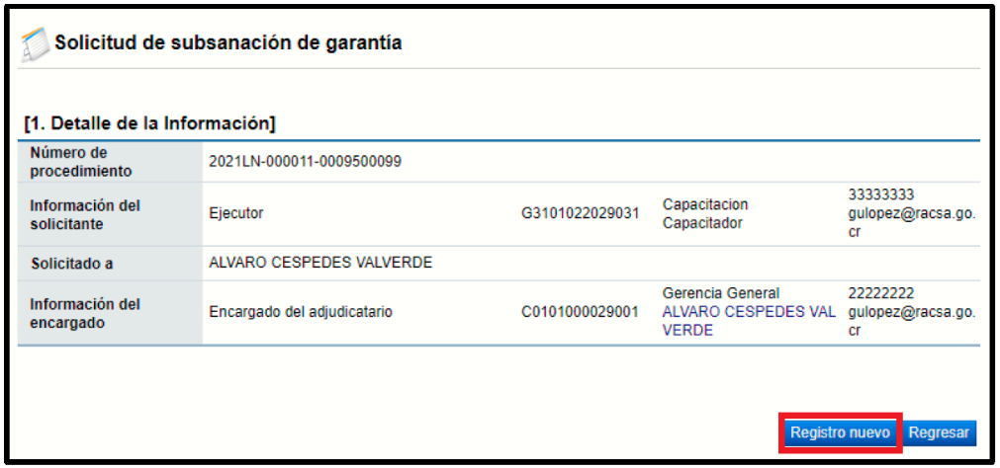 Solicitud de subsanación de garantía
[1. Detalle de la Información]
Número de
procedimiento
2021LN-000011-0009500099
Información del
solicitante
Ejecutor
G3101022029031
Capacitacion
Capacitador
33333333
gulopez@racsa.go.
cr
Solicitado a
ALVARO CESPEDES VALVERDE
Información del
encargado
Encargado del adjudicatario
C0101000029001
Gerencia General
ALVARO CESPEDES VAL
VERDE
22222222
gulopez@racsa.go.
cr
Registro nuevo
Regresar